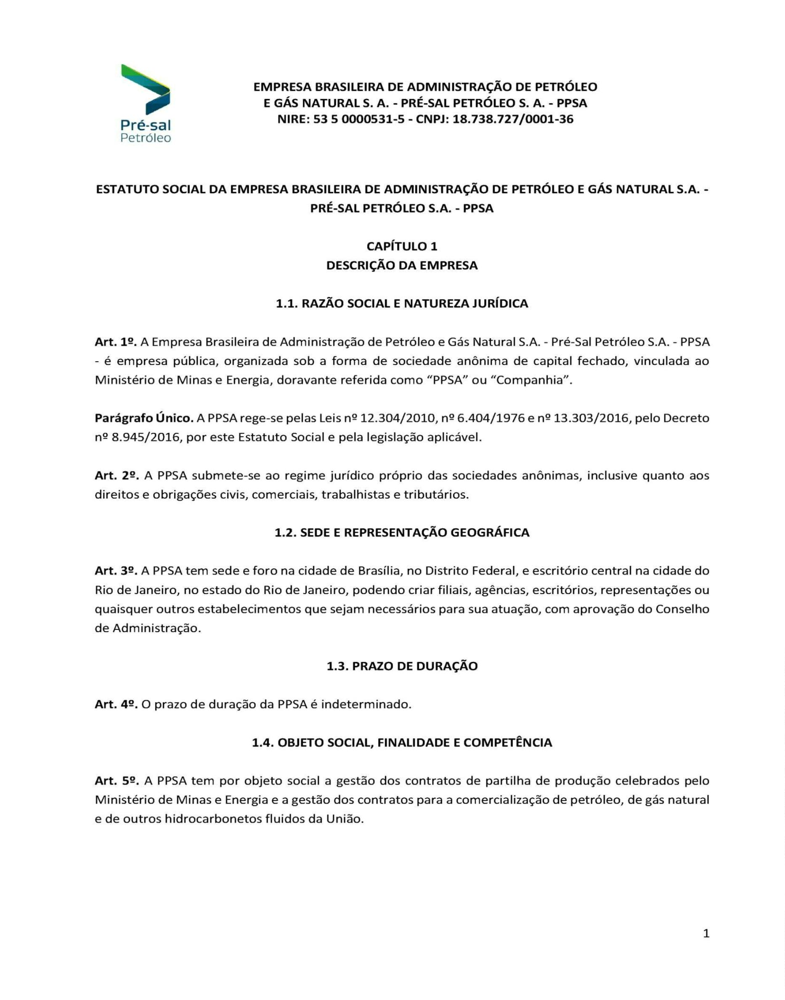 Pré-sal
Petróleo
EMPRESA BRASILEIRA DE ADMINISTRAÇÃO DE PETRÓLEO
E GÁS NATURAL S. A. - PRÉ-SAL PETRÓLEO S. A. - PPSA
NIRE: 53 5 0000531-5 - CNPJ: 18.738.727/0001-36
ESTATUTO SOCIAL DA EMPRESA BRASILEIRA DE ADMINISTRAÇÃO DE PETRÓLEO E GÁS NATURAL S.A. -
PRÉ-SAL PETRÓLEO S.A. - PPSA
CAPÍTULO 1
DESCRIÇÃO DA EMPRESA
1.1. RAZÃO SOCIAL E NATUREZA JURÍDICA
Art. 1º. A Empresa Brasileira de Administração de Petróleo e Gás Natural S.A. - Pré-Sal Petróleo S.A. - PPSA
- é empresa pública, organizada sob a forma de sociedade anônima de capital fechado, vinculada ao
Ministério de Minas e Energia, doravante referida como “PPSA” ou “Companhia”.
Parágrafo Único. A PPSA rege-se pelas Leis nº 12.304/2010, nº 6.404/1976 e nº 13.303/2016, pelo Decreto
nº 8.945/2016, por este Estatuto Social e pela legislação aplicável.
Art. 2º. A PPSA submete-se ao regime jurídico próprio das sociedades anônimas, inclusive quanto aos
direitos e obrigações civis, comerciais, trabalhistas e tributários.
1.2. SEDE E REPRESENTAÇÃO GEOGRÁFICA
Art. 3º. A PPSA tem sede e foro na cidade de Brasília, no Distrito Federal, e escritório central na cidade do
Rio de Janeiro, no estado do Rio de Janeiro, podendo criar filiais, agências, escritórios, representações ou
quaisquer outros estabelecimentos que sejam necessários para sua atuação, com aprovação do Conselho
de Administração.
1.3. PRAZO DE DURAÇÃO
Art. 4º. O prazo de duração da PPSA é indeterminado.
1.4. OBJETO SOCIAL, FINALIDADE E COMPETÊNCIA
Art. 5º. A PPSA tem por objeto social a gestão dos contratos de partilha de produção celebrados pelo
Ministério de Minas e Energia e a gestão dos contratos para a comercialização de petróleo, de gás natural
e de outros hidrocarbonetos fluidos da União.
1